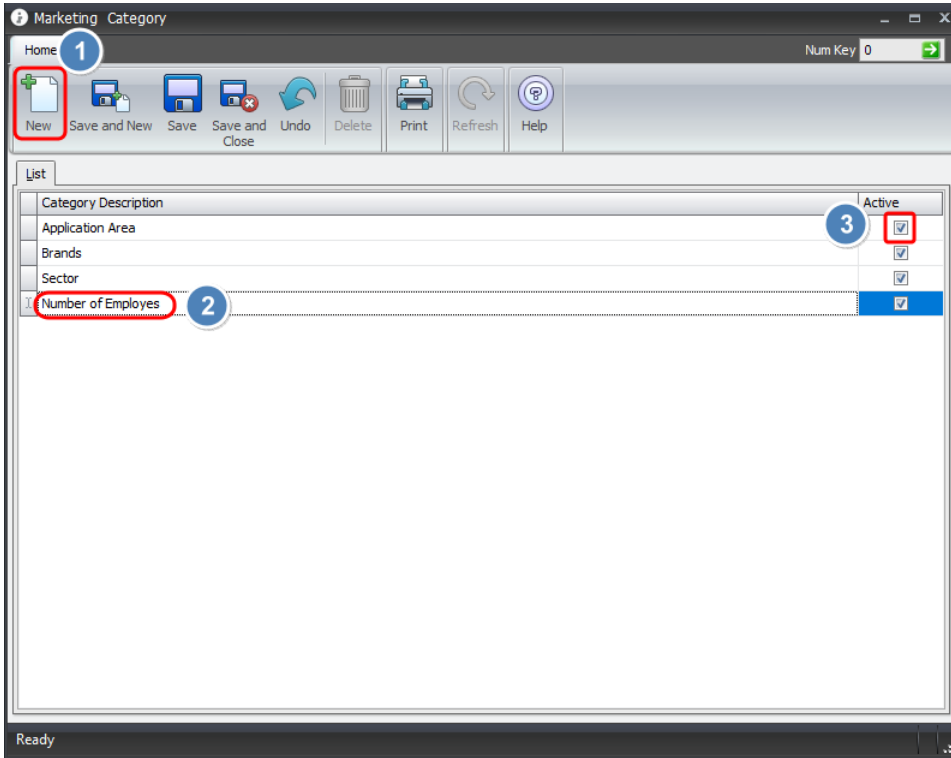 Marketing Category
Home 1 Num Key 0
New Save and New Save Save and Close Undo Delete Print Refresh Help
List
Category Description Active
Application Area 3
Brands
Sector
Number of Employes 2
Ready